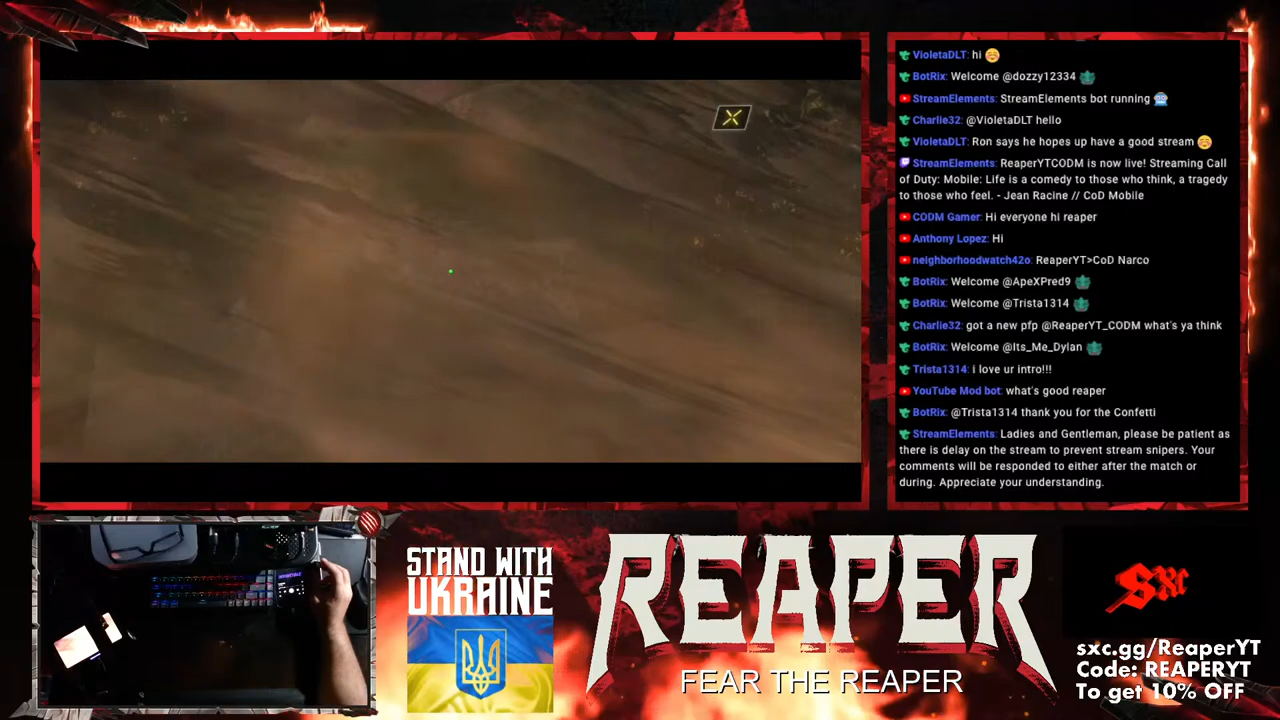 VioletaDLT: hi
BotRix: Welcome @dozzy12334
StreamElements: StreamElements bot running
Charlie32: @VioletaDLT hello
VioletaDLT: Ron says he hopes up have a good stream
StreamElements: ReaperYTCODM is now live! Streaming Call
of Duty: Mobile: Life is a comedy to those who think, a tragedy
to those who feel. - Jean Racine // CoD Mobile
CODM Gamer: Hi everyone hi reaper
Anthony Lopez: Hi
neighborhoodwatch42o: ReaperYT>CoD Narco
BotRix: Welcome @ApeXPred9
BotRix: Welcome @Trista1314
Charlie32: got a new pfp @ReaperYT_CODM what's ya think
BotRix: Welcome @Its_Me_Dylan
Trista1314: i love ur intro!!!
YouTube Mod bot: what's good reaper
BotRix: @Trista1314 thank you for the Confetti
StreamElements: Ladies and Gentleman, please be patient as
there is delay on the stream to prevent stream snipers. Your
comments will be responded to either after the match or
during. Appreciate your understanding.
STAND WITH
UKRAINE
REAPER
FEAR THE REAPER
SXC
sxc.gg/ReaperYT
Code: REAPERYT
To get 10% OFF